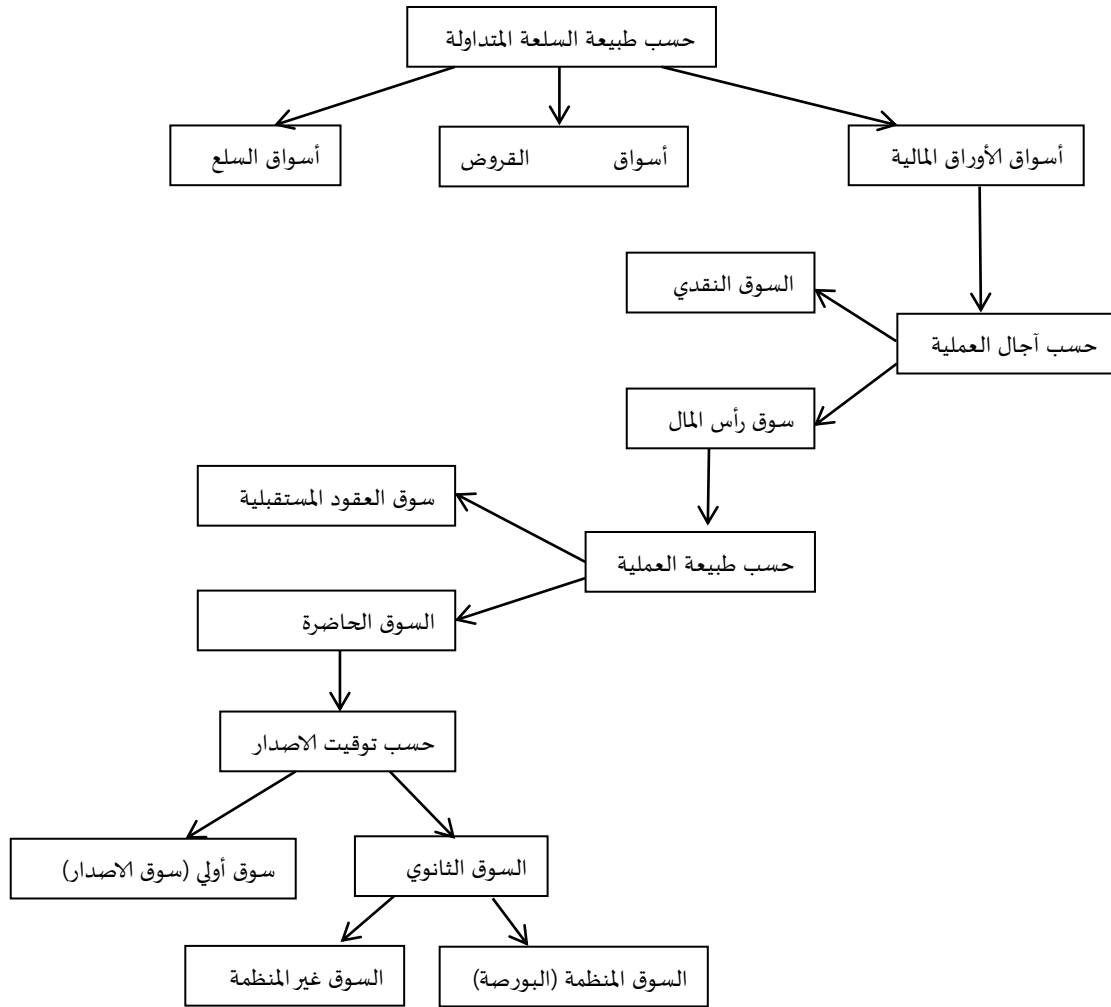 حسب طبيعة السلعة المتداولة
أسواق الأوراق المالية
أسواق القروض
أسواق السلع
السوق النقدي
حسب آجال العملية
سوق رأس المال
سوق العقود المستقبلية
حسب طبيعة العملية
السوق الحاضرة
حسب توقيت الاصدار
السوق الثانوي
سوق أولي (سوق الاصدار)
السوق المنظمة (البورصة)
السوق غير المنظمة